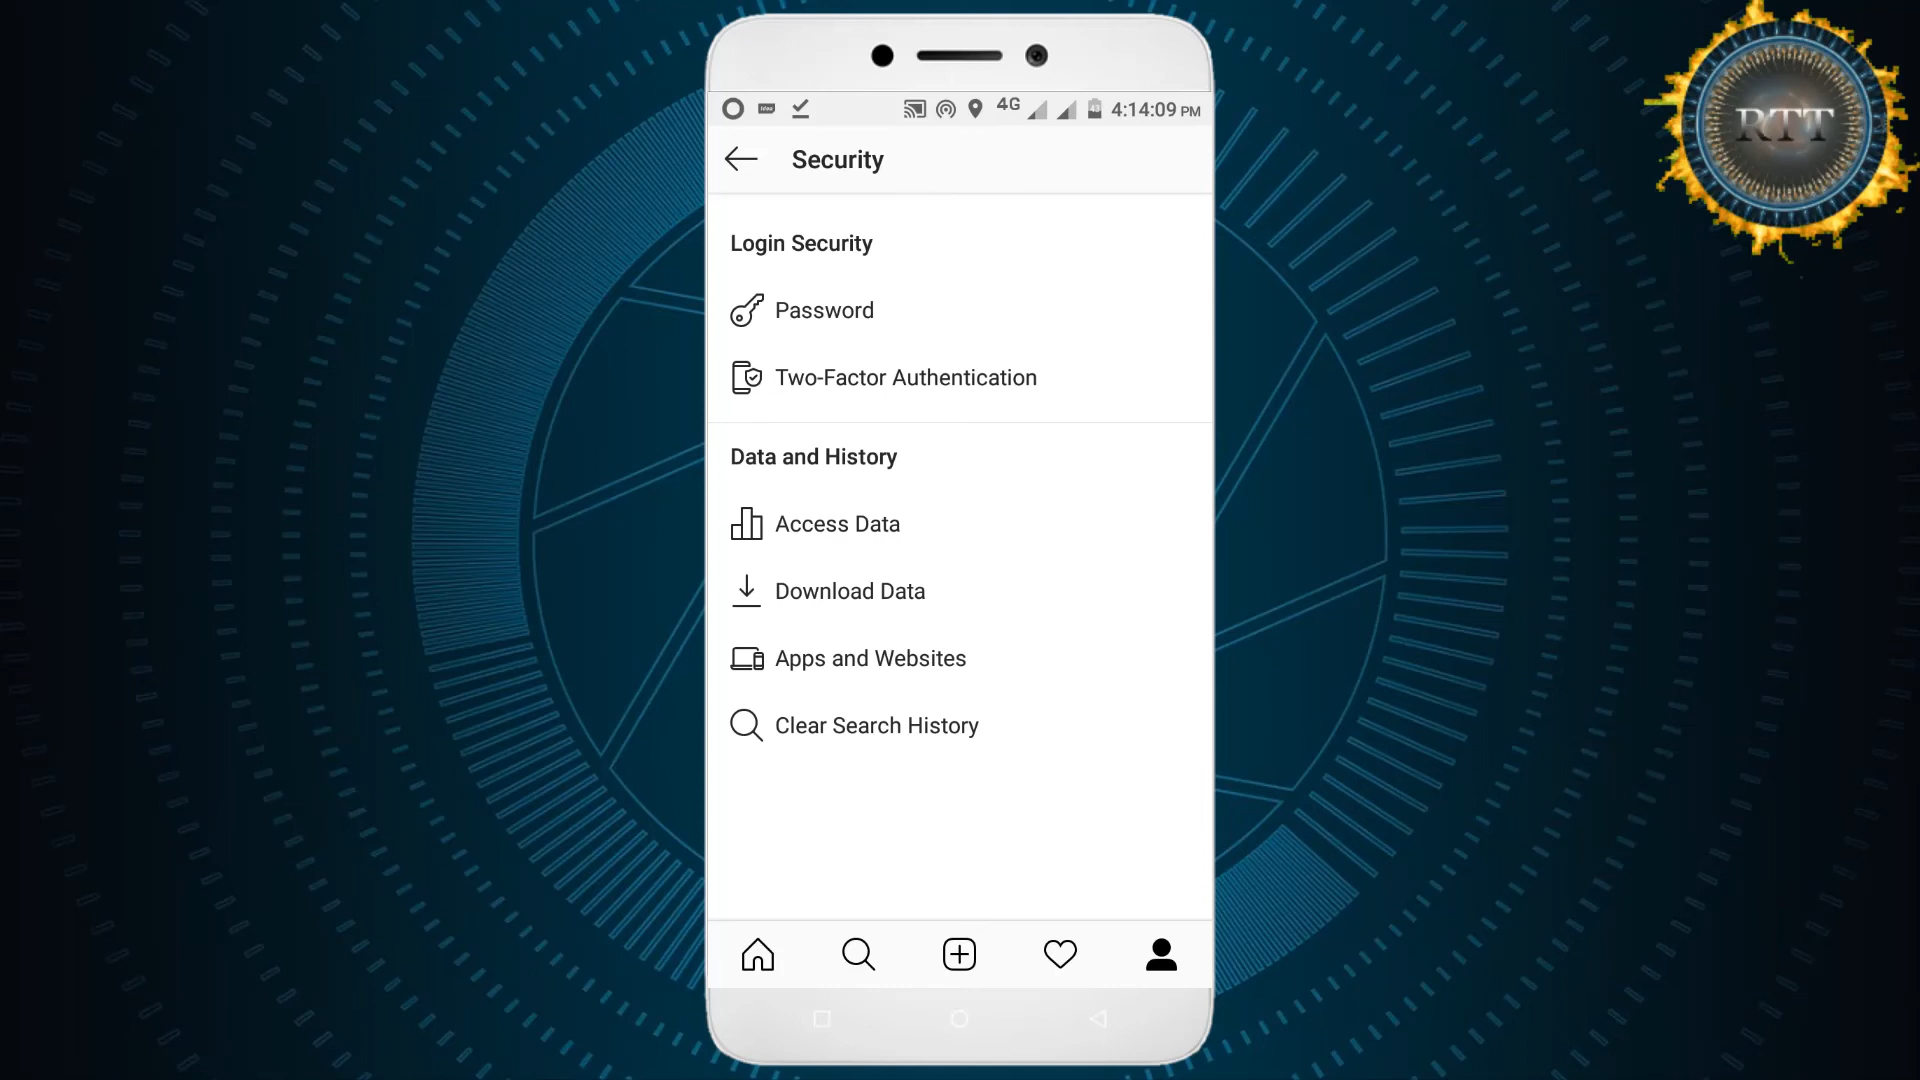 RTT
4G 43 4:14:09 PM
Security
Login Security
Password
Two-Factor Authentication
Data and History
Access Data
Download Data
Apps and Websites
Clear Search History